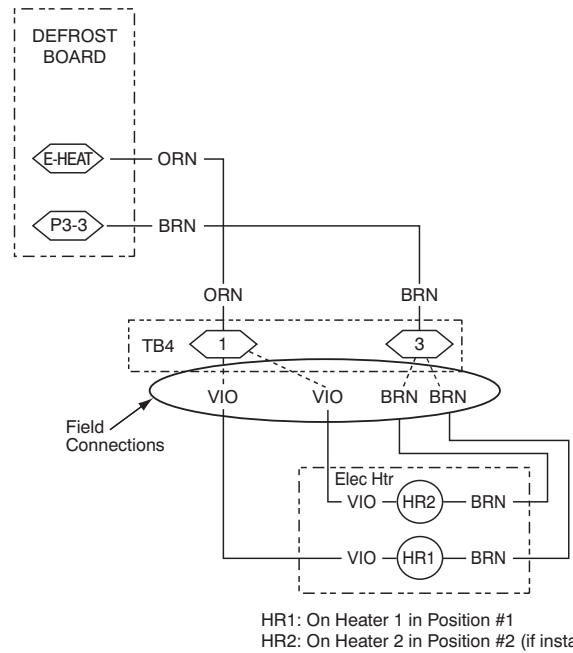 DEFROST
BOARD
E-HEAT ORN
P3-3 BRN
ORN BRN
TB4 1 3
VIO VIO BRN BRN
Field
Connections
Elec Htr
VIO HR2 BRN
VIO HR1 BRN
HR1: On Heater 1 in Position #1
HR2: On Heater 2 in Position #2 (if